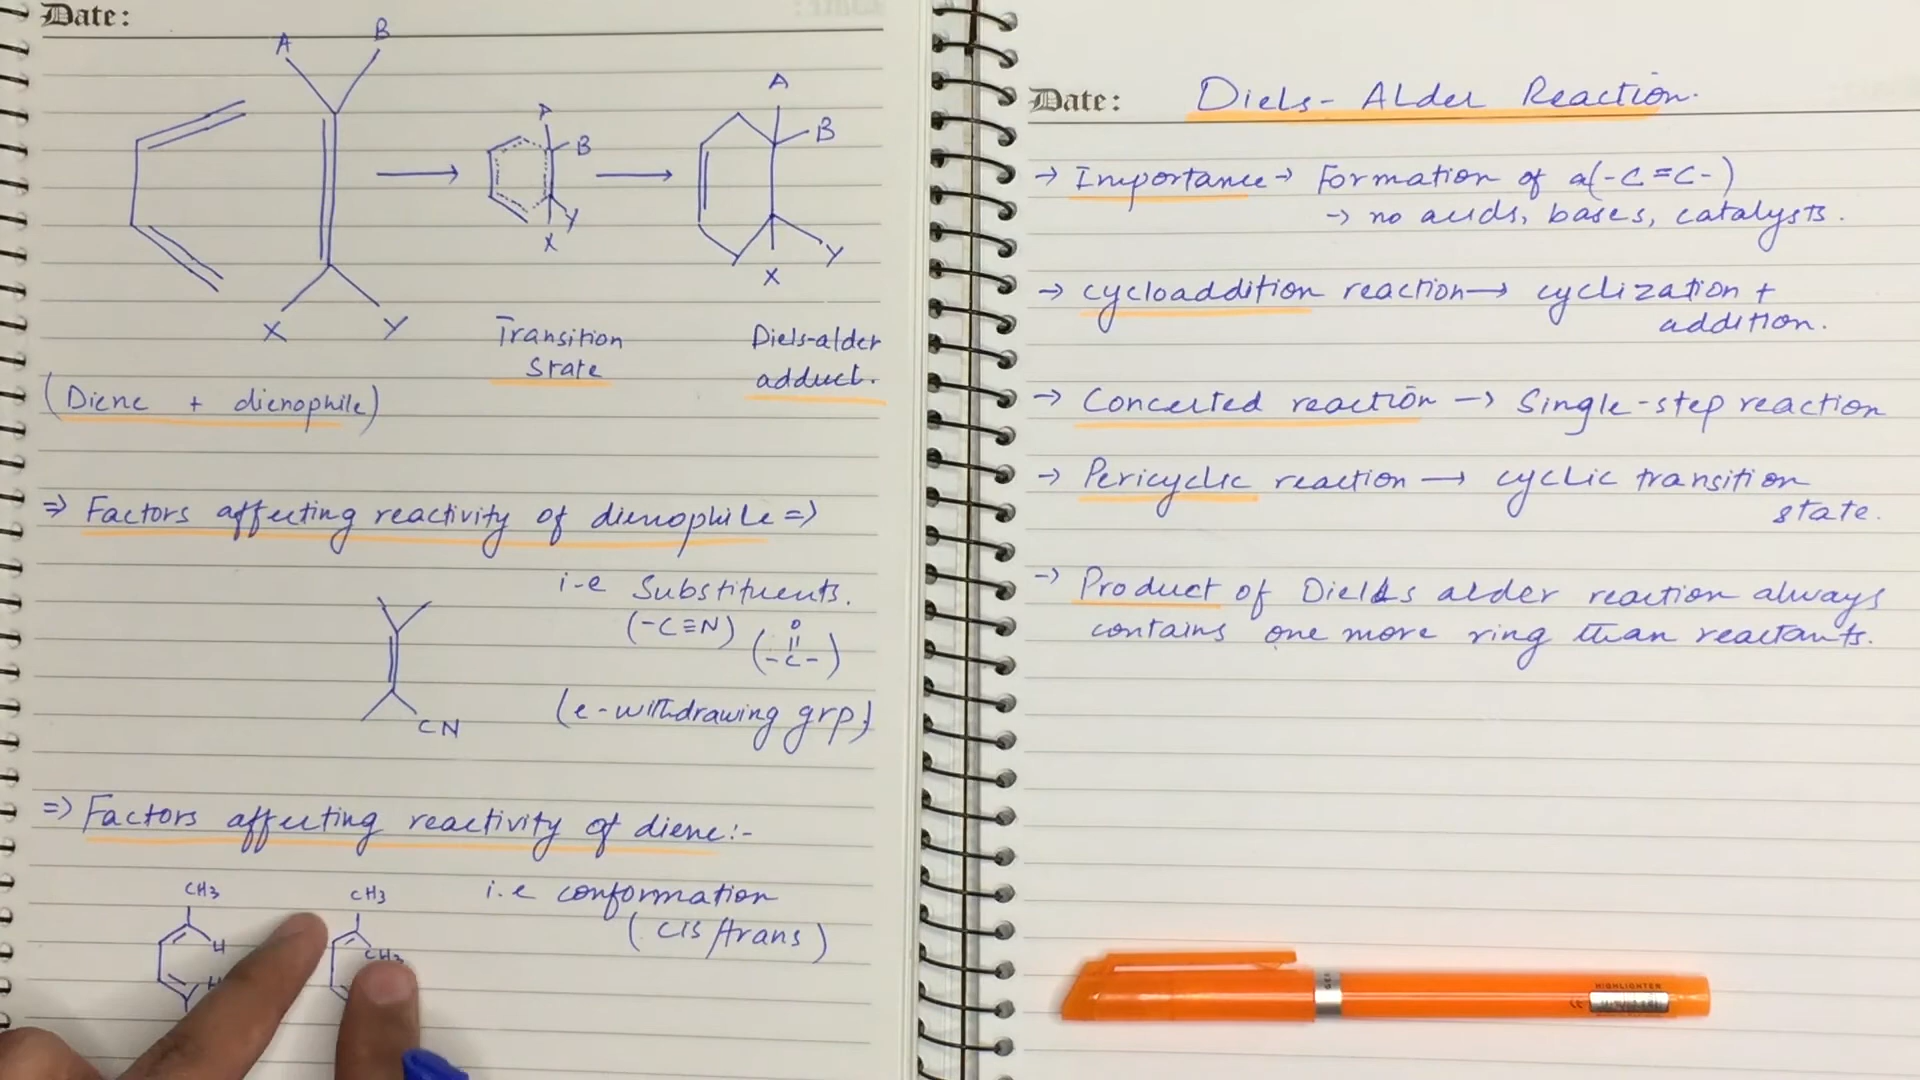 Date:
A
B
X
Y
A
B
Y
X
A
B
X
Y
Transition
State
Diels-alder
adduct.
(Diene + dienophile)
⇒ Factors affecting reactivity of dienophile ⇒
i-e Substituents.
(-C≡N) (-C-)
O
CN
(e-withdrawing grp)
⇒ Factors affecting reactivity of diene:-
CH3
H
H
CH3
CH3
i.e conformation
(cis/trans)
Date: Diels-Alder Reaction.
→ Importance → Formation of a(-C=C-)
→ no acids, bases, catalysts.
→ cycloaddition reaction → cyclization +
addition.
→ Concerted reaction → Single-step reaction
→ Pericyclic reaction → cyclic transition
state.
→ Product of Diels alder reaction always
contains one more ring than reactants.
HIGHLIGHTER